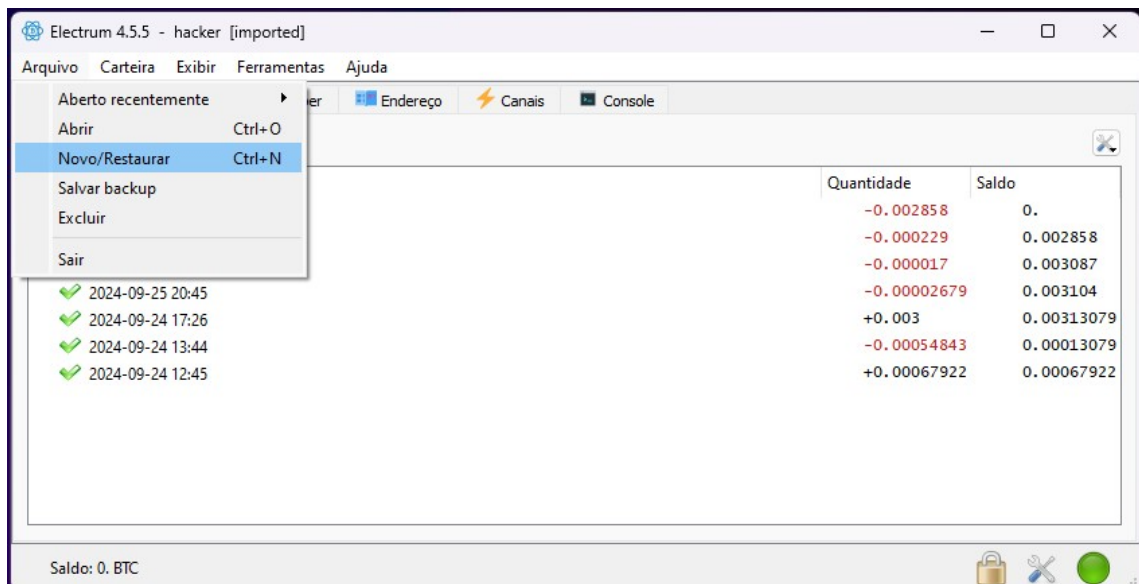 Electrum 4.5.5 - hacker [imported]
Arquivo Carteira Exibir Ferramentas Ajuda
Aberto recentemente
Endereço Canais Console
Abrir Ctrl+O
Novo/Restaurar Ctrl+N
Salvar backup
Quantidade Saldo
Excluir
-0.002858 0.
-0.000229 0.002858
Sair
-0.000017 0.003087
2024-09-25 20:45 -0.00002679 0.003104
2024-09-24 17:26 +0.003 0.00313079
2024-09-24 13:44 -0.00054843 0.00013079
2024-09-24 12:45 +0.00067922 0.00067922
Saldo: 0. BTC